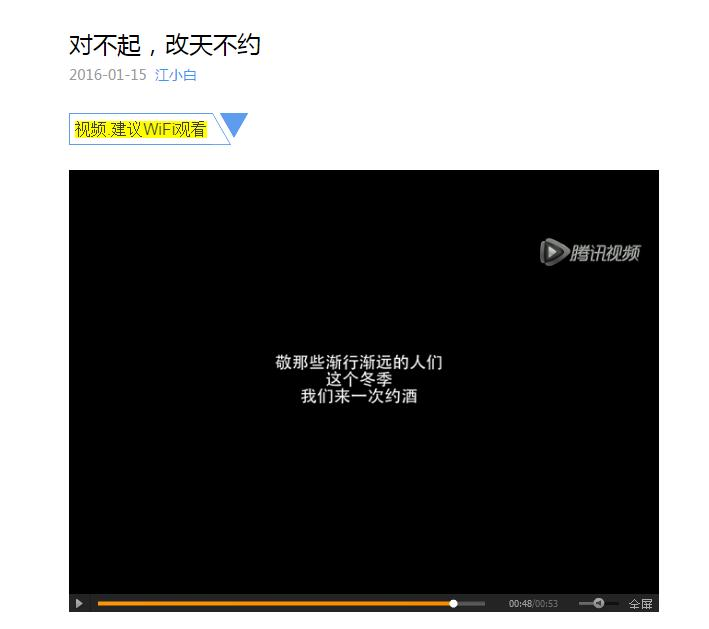 对不起，改天不约
2016-01-15 江小白
视频.建议WiFi观看
腾讯视频
敬那些渐行渐远的人们
这个冬季
我们来一次约酒
00:48/00:53 全屏